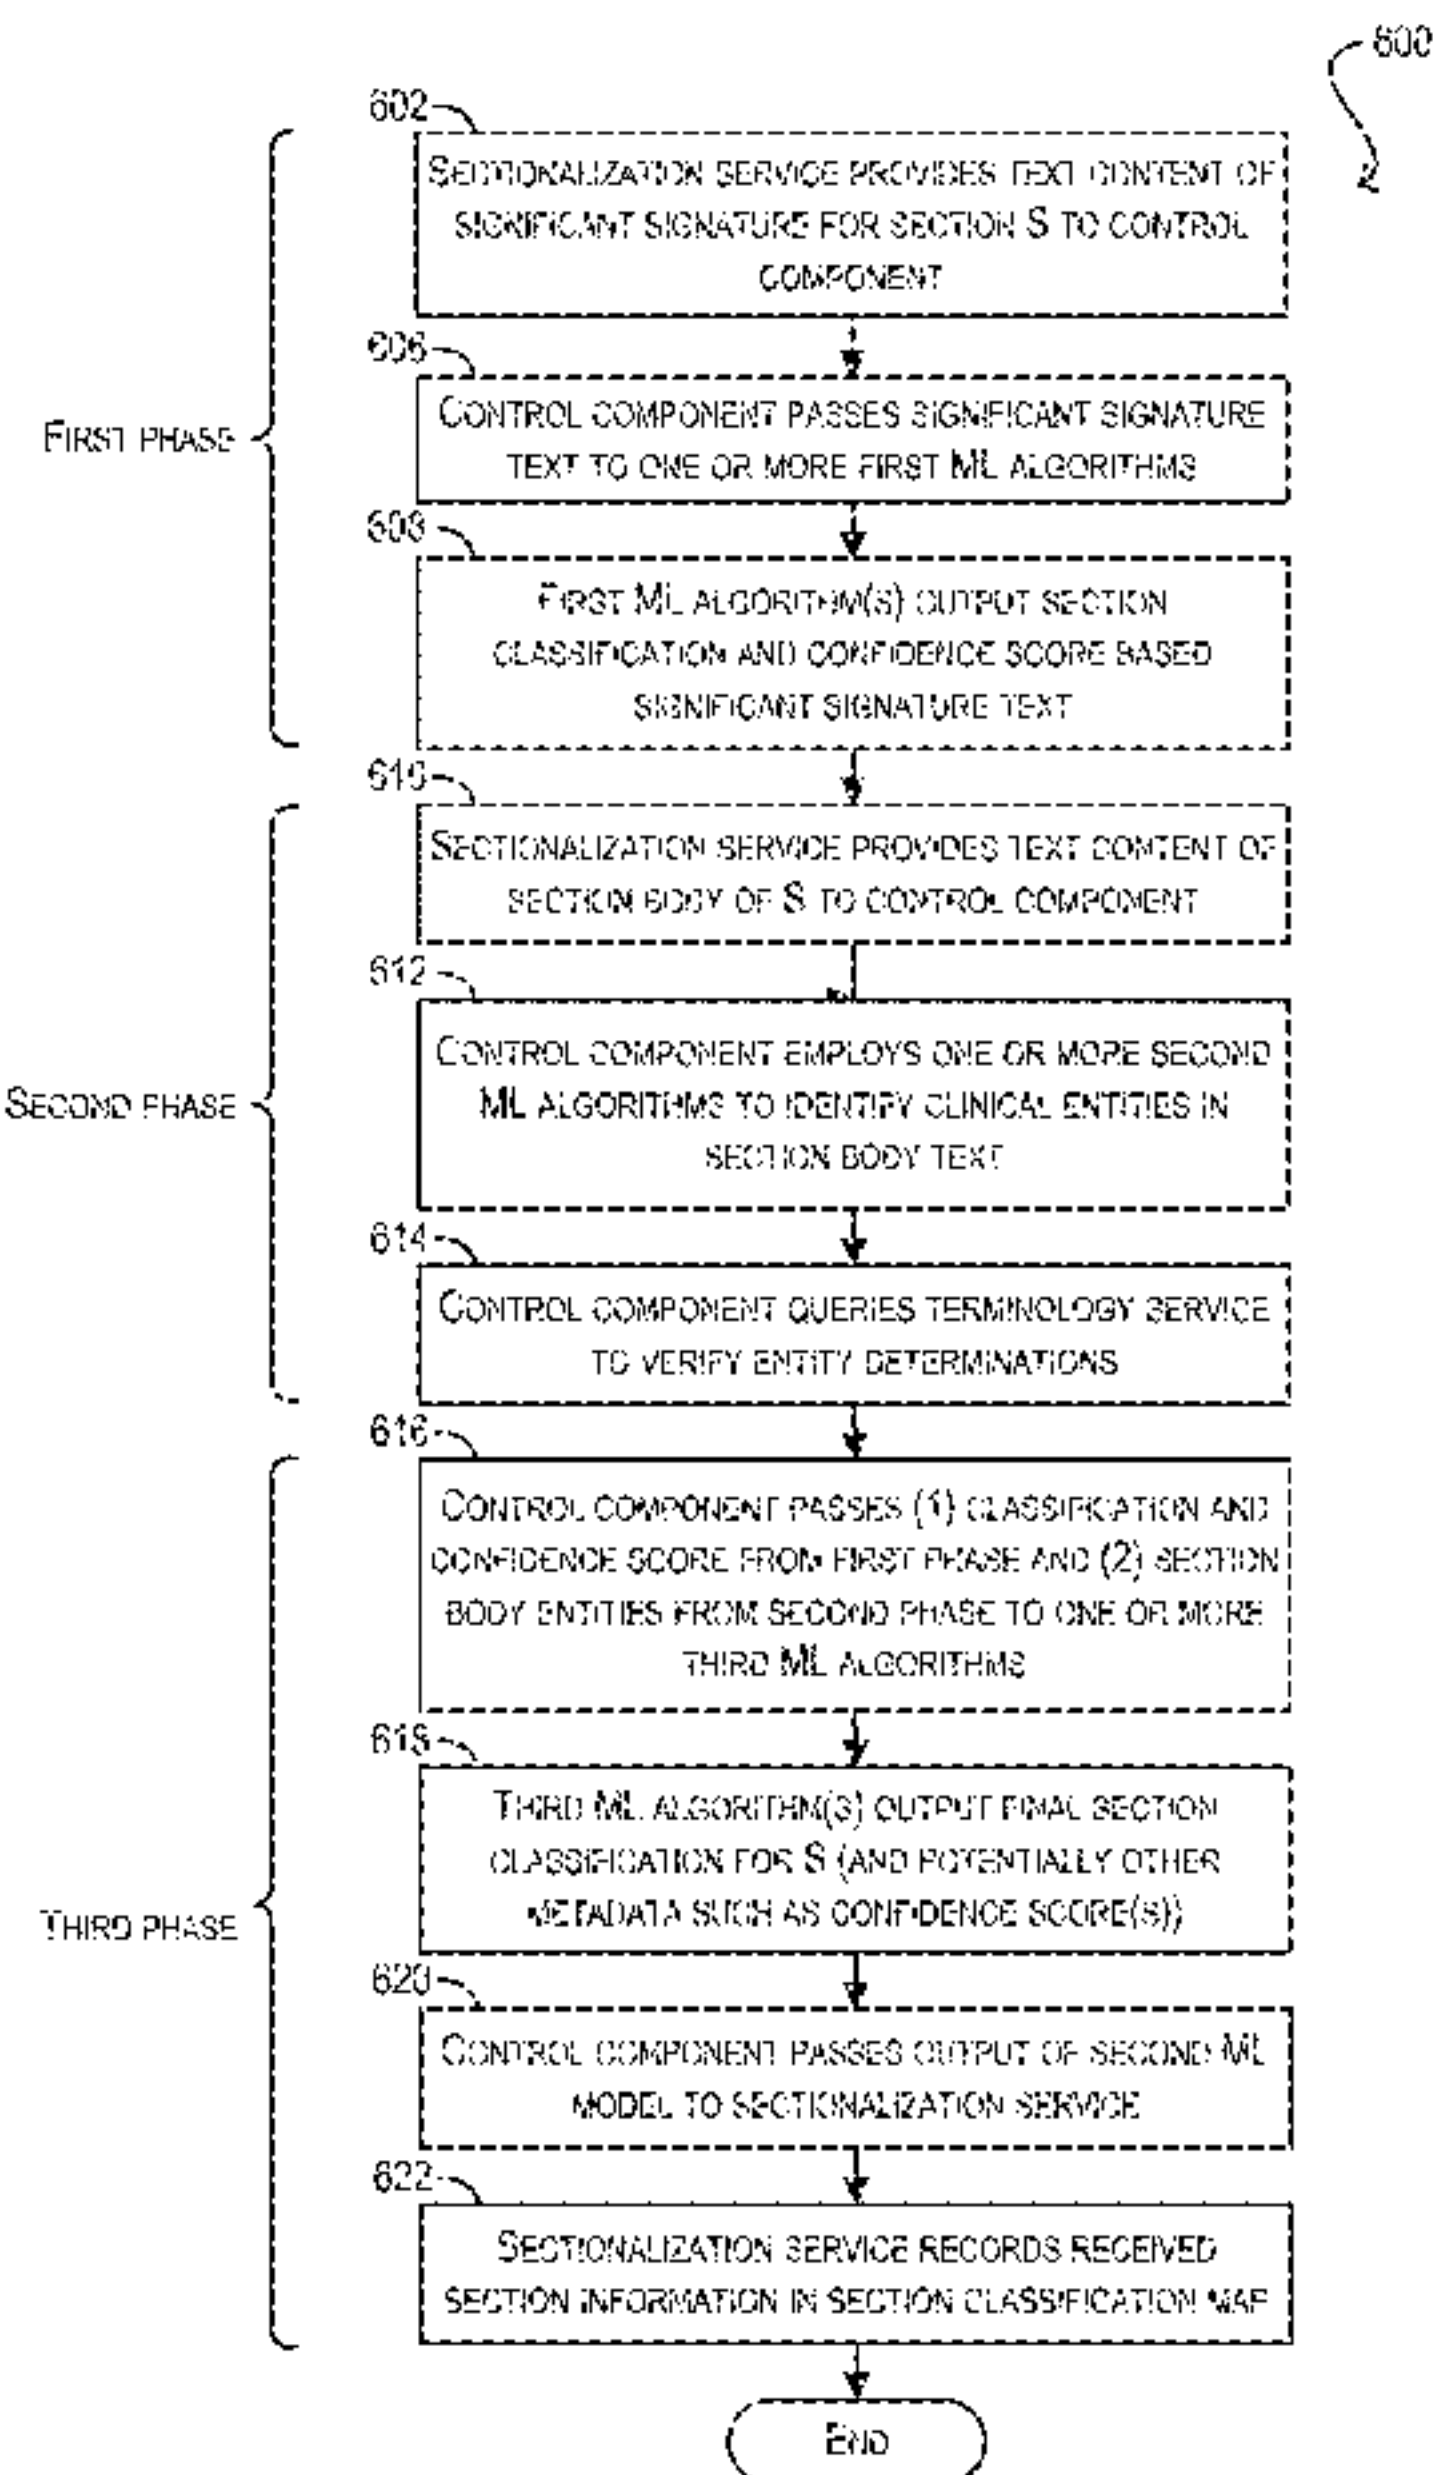 600
602
SECTIONALIZATION SERVICE PROVIDES TEXT CONTENT OF
SIGNIFICANT SIGNATURE FOR SECTION S TO CONTROL
COMPONENT
606
CONTROL COMPONENT PASSES SIGNIFICANT SIGNATURE
TEXT TO ONE OR MORE FIRST ML ALGORITHMS
FIRST PHASE
608
FIRST ML ALGORITHM(S) OUTPUT SECTION
CLASSIFICATION AND CONFIDENCE SCORE BASED
SIGNIFICANT SIGNATURE TEXT
610
SECTIONALIZATION SERVICE PROVIDES TEXT CONTENT OF
SECTION BODY OF S TO CONTROL COMPONENT
612
CONTROL COMPONENT EMPLOYS ONE OR MORE SECOND
ML ALGORITHMS TO IDENTIFY CLINICAL ENTITIES IN
SECTION BODY TEXT
SECOND PHASE
614
CONTROL COMPONENT QUERIES TERMINOLOGY SERVICE
TO VERIFY ENTITY DETERMINATIONS
616
CONTROL COMPONENT PASSES (1) CLASSIFICATION AND
CONFIDENCE SCORE FROM FIRST PHASE AND (2) SECTION
BODY ENTITIES FROM SECOND PHASE TO ONE OR MORE
THIRD ML ALGORITHMS
618
THIRD ML ALGORITHM(S) OUTPUT FINAL SECTION
CLASSIFICATION FOR S (AND POTENTIALLY OTHER
METADATA SUCH AS CONFIDENCE SCORE(S))
THIRD PHASE
620
CONTROL COMPONENT PASSES OUTPUT OF SECOND ML
MODEL TO SECTIONALIZATION SERVICE
622
SECTIONALIZATION SERVICE RECORDS RECEIVED
SECTION INFORMATION IN SECTION CLASSIFICATION MAP
END